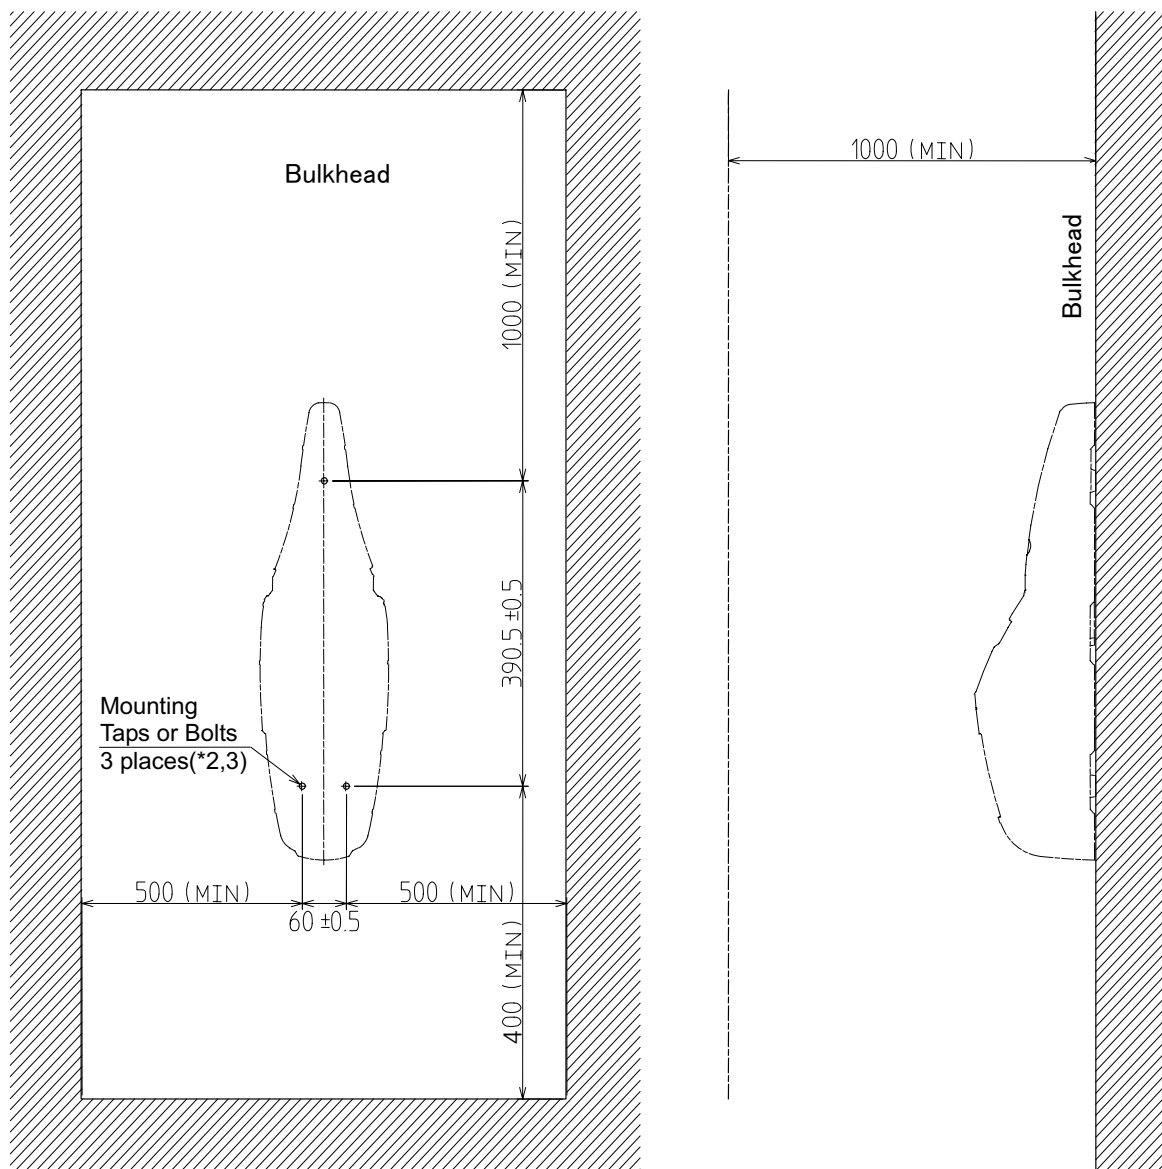 Bulkhead
1000 (MIN)
390.5 ±0.5
Mounting
Taps or Bolts
3 places(*2,3)
500 (MIN)
500 (MIN)
60 ±0.5
400 (MIN)
1000 (MIN)
Bulkhead